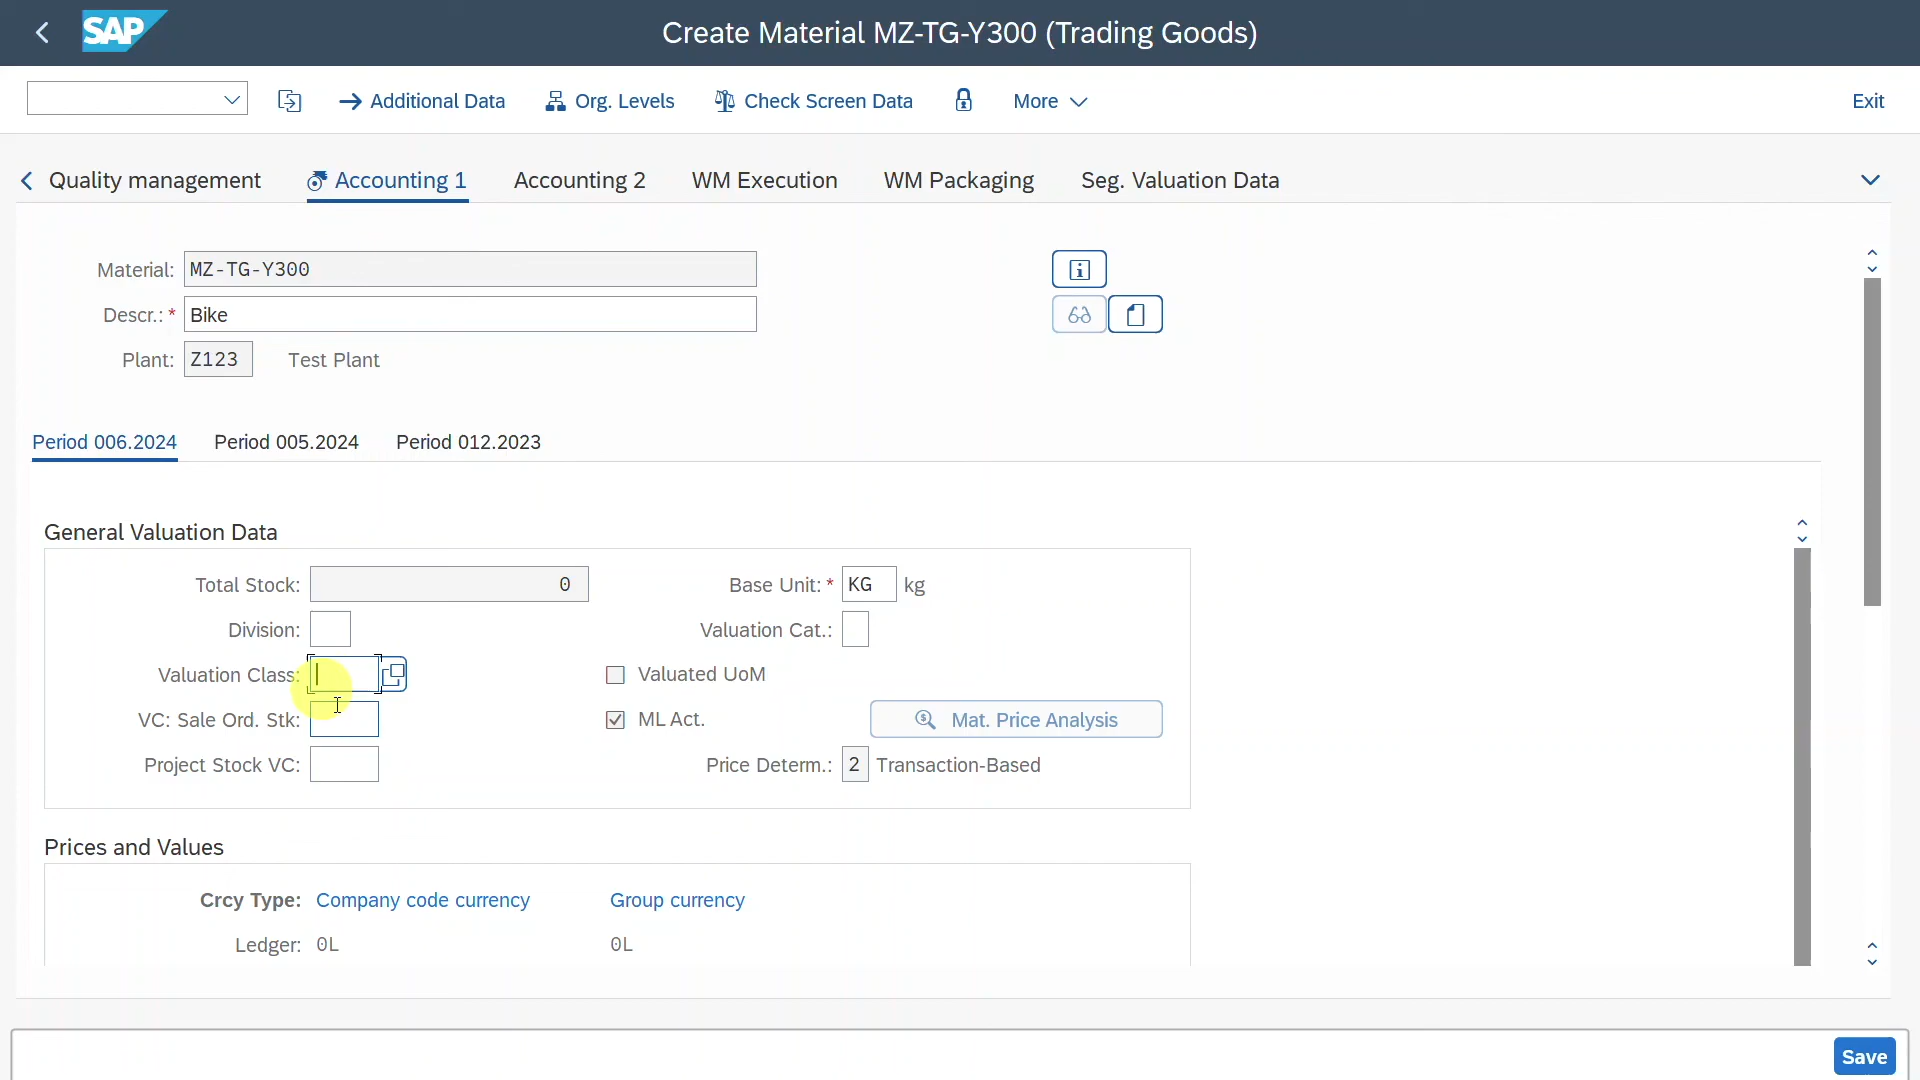 SAP Create Material MZ-TG-Y300 (Trading Goods)
Additional Data Org. Levels Check Screen Data More Exit
Quality management Accounting 1 Accounting 2 WM Execution WM Packaging Seg. Valuation Data
Material: MZ-TG-Y300
Descr.: * Bike
Plant: Z123 Test Plant
Period 006.2024 Period 005.2024 Period 012.2023
General Valuation Data
Total Stock: 0 Base Unit: * KG kg
Division: Valuation Cat.:
Valuation Class: Valuated UoM
VC: Sale Ord. Stk: ML Act. Mat. Price Analysis
Project Stock VC: Price Determ.: 2 Transaction-Based
Prices and Values
Crcy Type: Company code currency Group currency
Ledger: 0L 0L
Save